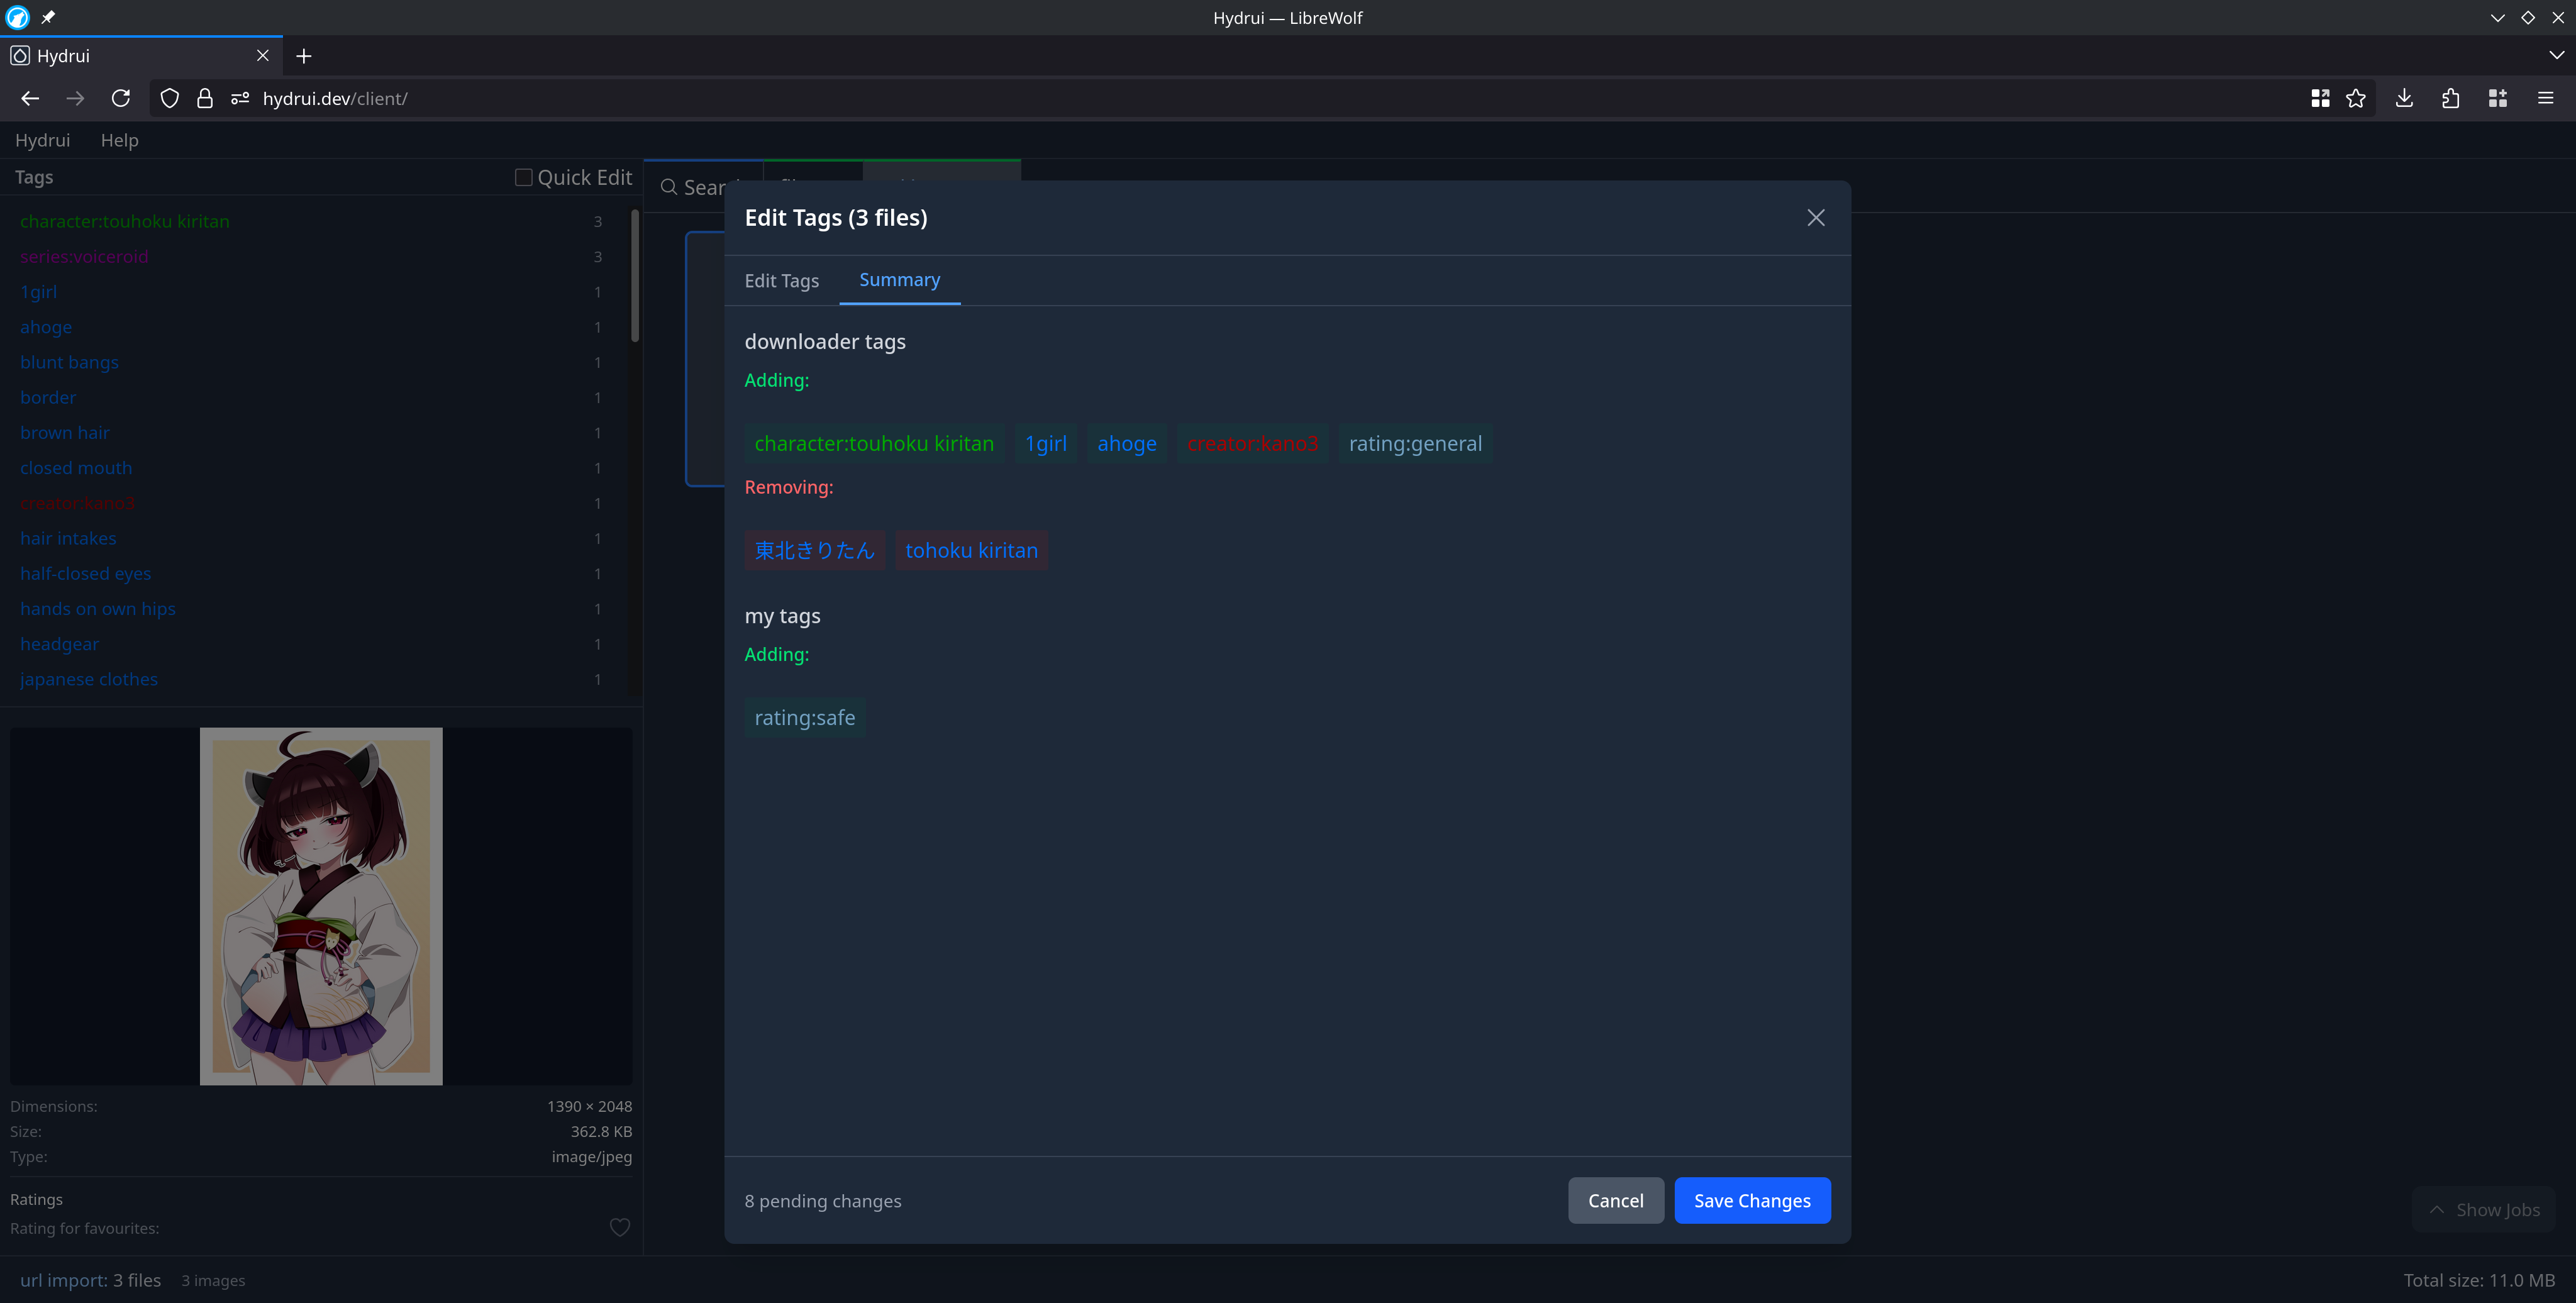 Hydrui — LibreWolf
Hydrui
hydrui.dev/client/
Hydrui Help
Tags Quick Edit
character:touhoku kiritan 3
series:voiceroid 3
1girl 1
ahoge 1
blunt bangs 1
border 1
brown hair 1
closed mouth 1
creator:kano3 1
hair intakes 1
half-closed eyes 1
hands on own hips 1
headgear 1
japanese clothes 1
Dimensions: 1390 × 2048
Size: 362.8 KB
Type: image/jpeg
Ratings
Rating for favourites:
Edit Tags (3 files)
Edit Tags Summary
downloader tags
Adding:
character:touhoku kiritan 1girl ahoge creator:kano3 rating:general
Removing:
東北きりたん tohoku kiritan
my tags
Adding:
rating:safe
8 pending changes Cancel Save Changes
Show Jobs
url import: 3 files 3 images Total size: 11.0 MB